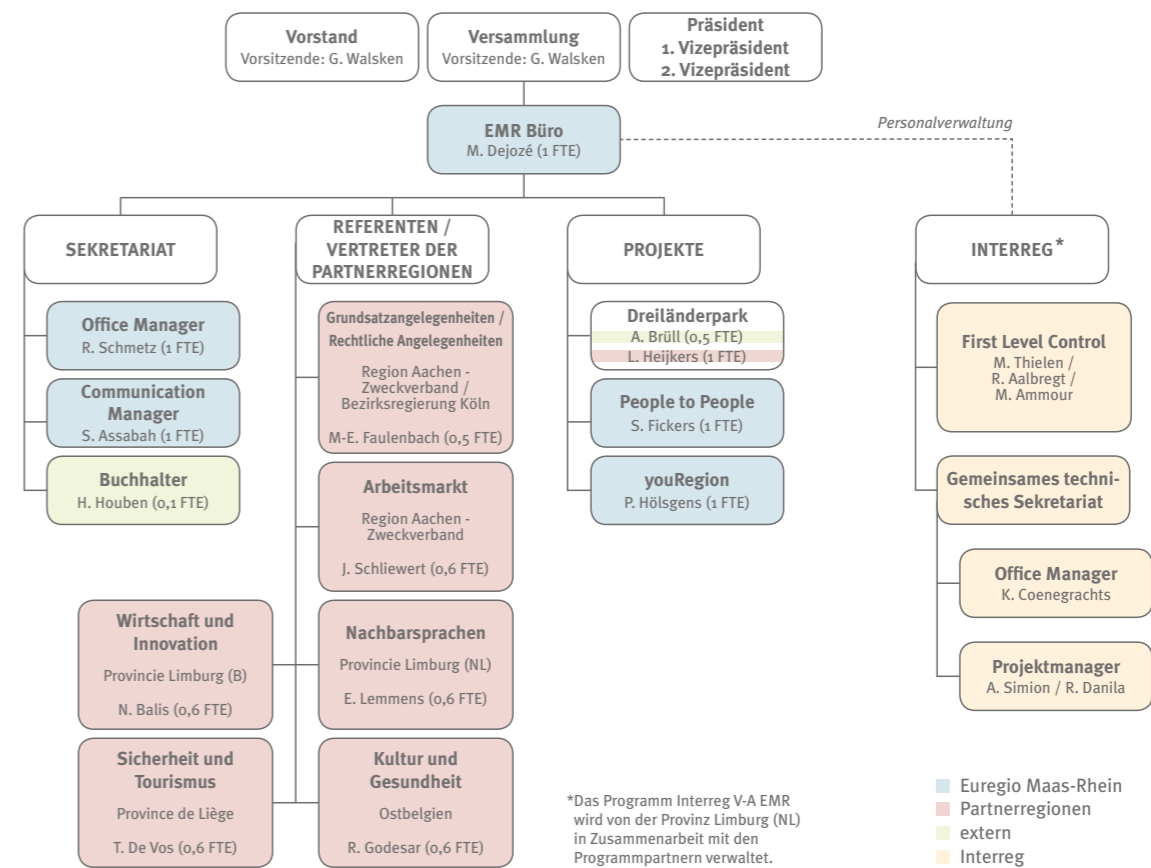 Vorstand
Vorsitzende: G. Walsken
Versammlung
Vorsitzende: G. Walsken
Präsident
1. Vizepräsident
2. Vizepräsident
EMR Büro
M. Dejozé (1 FTE)
Personalverwaltung
SEKRETARIAT
Office Manager
R. Schmetz (1 FTE)
Communication
Manager
S. Assabah (1 FTE)
Buchhalter
H. Houben (0,1 FTE)
REFERENTEN /
VERTRETER DER
PARTNERREGIONEN
Grundsatzangelegenheiten /
Rechtliche Angelegenheiten
Region Aachen -
Zweckverband /
Bezirksregierung Köln
M-E. Faulenbach (0,5 FTE)
Arbeitsmarkt
Region Aachen -
Zweckverband
J. Schliewert (0,6 FTE)
Wirtschaft und
Innovation
Provincie Limburg (B)
N. Balis (0,6 FTE)
Nachbarsprachen
Provincie Limburg (NL)
E. Lemmens (0,6 FTE)
Sicherheit und
Tourismus
Province de Liège
T. De Vos (0,6 FTE)
Kultur und
Gesundheit
Ostbelgien
R. Godesar (0,6 FTE)
PROJEKTE
Dreiländerpark
A. Brüll (0,5 FTE)
L. Heijkers (1 FTE)
People to People
S. Fickers (1 FTE)
youRegion
P. Hölsgens (1 FTE)
INTERREG*
First Level Control
M. Thielen /
R. Aalbregt /
M. Ammour
Gemeinsames techni-
sches Sekretariat
Office Manager
K. Coenegrachts
Projektmanager
A. Simion / R. Danila
*Das Programm Interreg V-A EMR
wird von der Provinz Limburg (NL)
in Zusammenarbeit mit den
Programmpartnern verwaltet.
Euregio Maas-Rhein
Partnerregionen
extern
Interreg